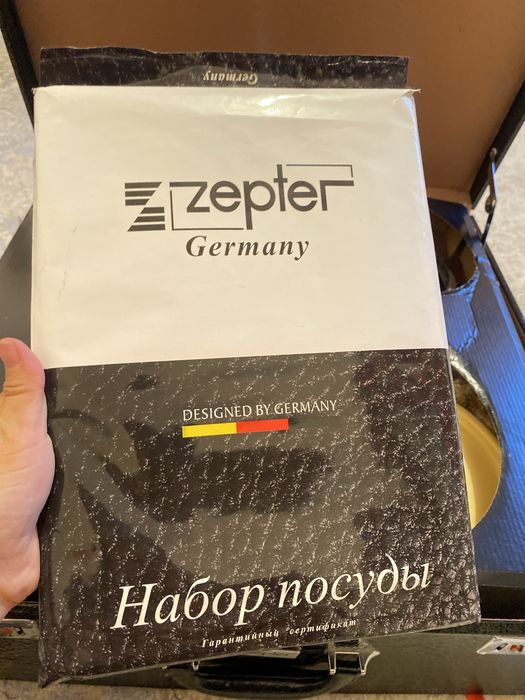 Germany
zepter
Germany
DESIGNED BY GERMANY
Набор посуды
Гарантийный сертификат